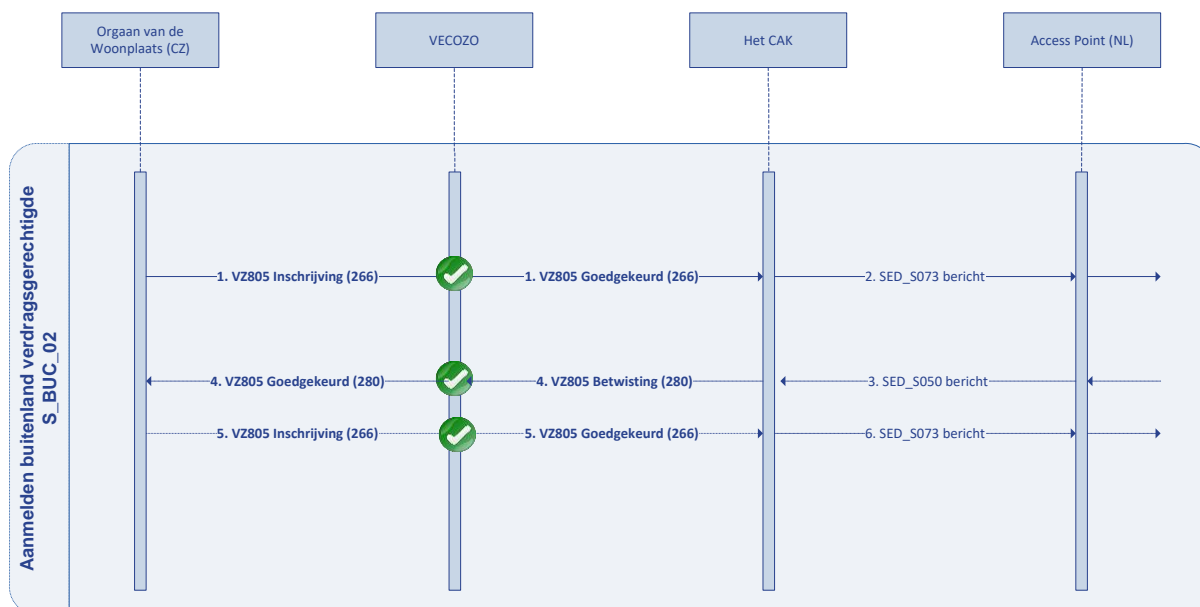 Orgaan van de
Woonplaats (CZ)
VECOZO
Het CAK
Access Point (NL)
Aanmelden buitenland verdragsgerechtigde
S_BUC_02
1. VZ805 Inschrijving (266)
1. VZ805 Goedgekeurd (266)
2. SED_S073 bericht
4. VZ805 Goedgekeurd (280)
4. VZ805 Betwisting (280)
3. SED_S050 bericht
5. VZ805 Inschrijving (266)
5. VZ805 Goedgekeurd (266)
6. SED_S073 bericht